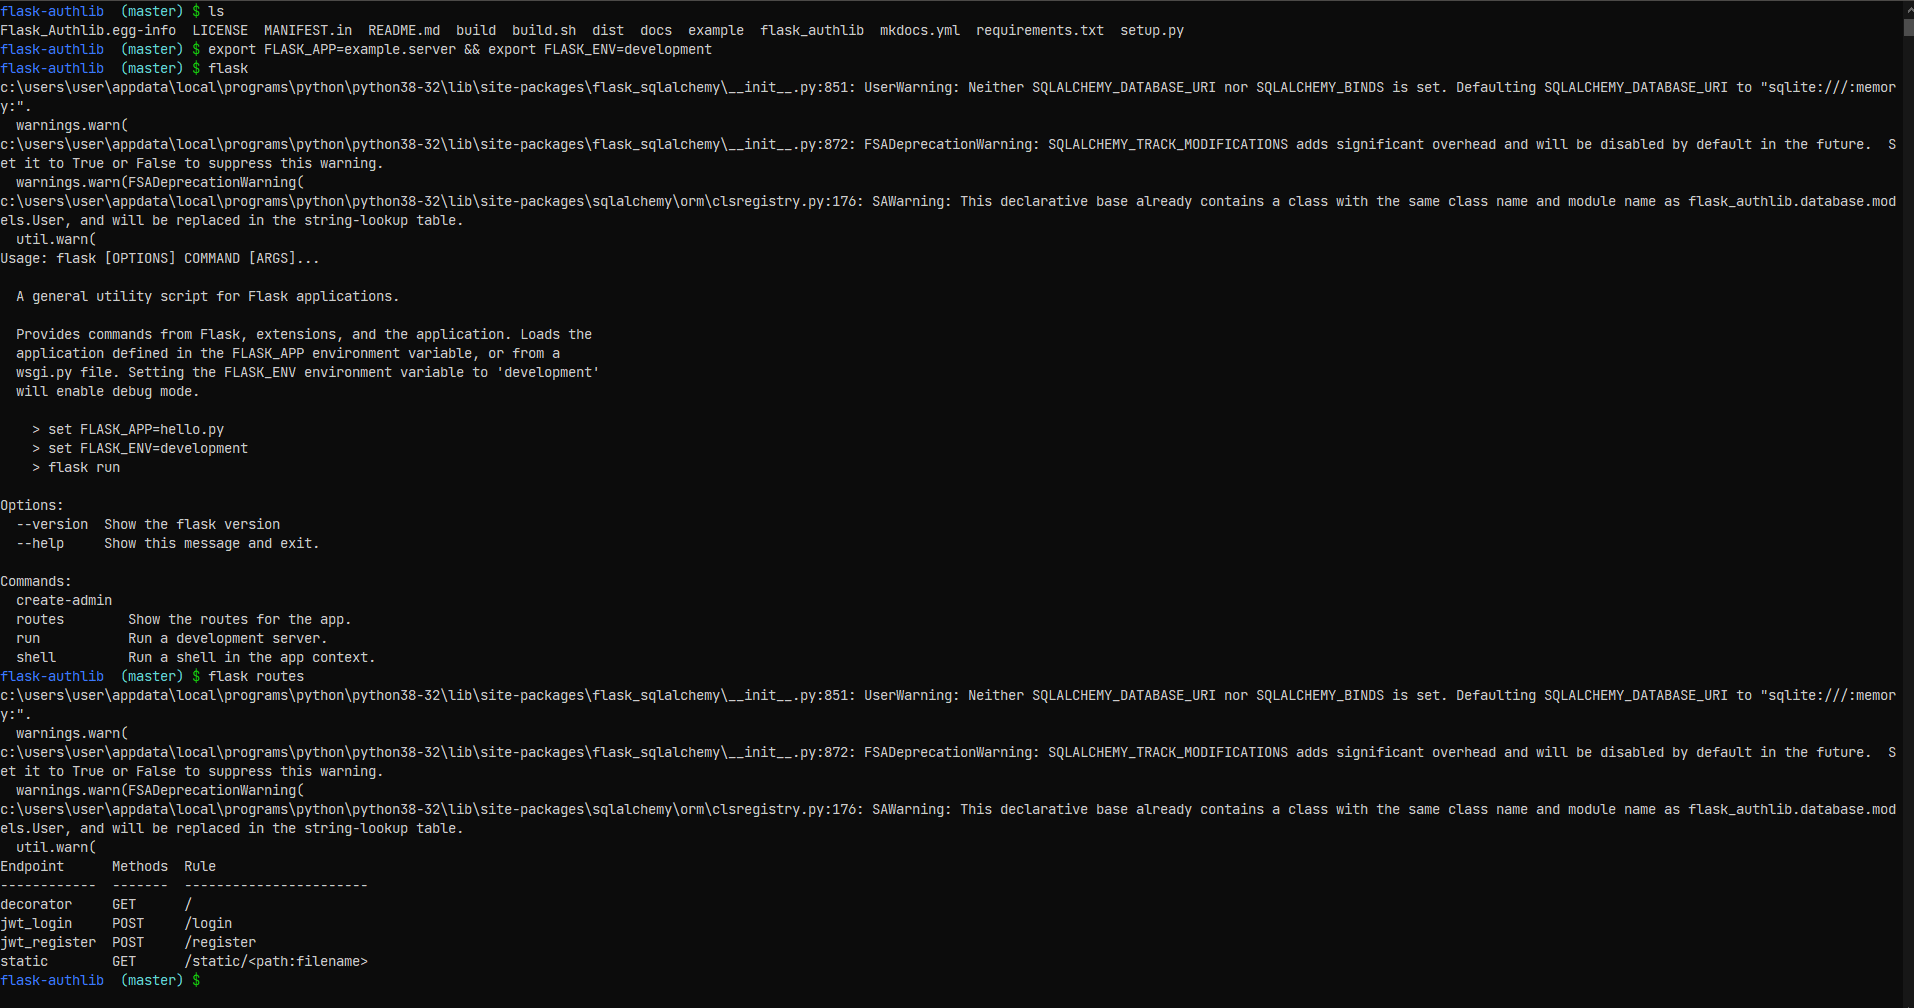 flask-authlib  (master) $ ls
Flask_Authlib.egg-info  LICENSE  MANIFEST.in  README.md  build  build.sh  dist  docs  example  flask_authlib  mkdocs.yml  requirements.txt  setup.py
flask-authlib  (master) $ export FLASK_APP=example.server && export FLASK_ENV=development
flask-authlib  (master) $ flask
c:\users\user\appdata\local\programs\python\python38-32\lib\site-packages\flask_sqlalchemy\__init__.py:851: UserWarning: Neither SQLALCHEMY_DATABASE_URI nor SQLALCHEMY_BINDS is set. Defaulting SQLALCHEMY_DATABASE_URI to "sqlite:///:memor
y:".
  warnings.warn(
c:\users\user\appdata\local\programs\python\python38-32\lib\site-packages\flask_sqlalchemy\__init__.py:872: FSADeprecationWarning: SQLALCHEMY_TRACK_MODIFICATIONS adds significant overhead and will be disabled by default in the future.  S
et it to True or False to suppress this warning.
  warnings.warn(FSADeprecationWarning(
c:\users\user\appdata\local\programs\python\python38-32\lib\site-packages\sqlalchemy\orm\clsregistry.py:176: SAWarning: This declarative base already contains a class with the same class name and module name as flask_authlib.database.mod
els.User, and will be replaced in the string-lookup table.
  util.warn(
Usage: flask [OPTIONS] COMMAND [ARGS]...

  A general utility script for Flask applications.

  Provides commands from Flask, extensions, and the application. Loads the
  application defined in the FLASK_APP environment variable, or from a
  wsgi.py file. Setting the FLASK_ENV environment variable to 'development'
  will enable debug mode.

    > set FLASK_APP=hello.py
    > set FLASK_ENV=development
    > flask run

Options:
  --version  Show the flask version
  --help     Show this message and exit.

Commands:
  create-admin
  routes        Show the routes for the app.
  run           Run a development server.
  shell         Run a shell in the app context.
flask-authlib  (master) $ flask routes
c:\users\user\appdata\local\programs\python\python38-32\lib\site-packages\flask_sqlalchemy\__init__.py:851: UserWarning: Neither SQLALCHEMY_DATABASE_URI nor SQLALCHEMY_BINDS is set. Defaulting SQLALCHEMY_DATABASE_URI to "sqlite:///:memor
y:".
  warnings.warn(
c:\users\user\appdata\local\programs\python\python38-32\lib\site-packages\flask_sqlalchemy\__init__.py:872: FSADeprecationWarning: SQLALCHEMY_TRACK_MODIFICATIONS adds significant overhead and will be disabled by default in the future.  S
et it to True or False to suppress this warning.
  warnings.warn(FSADeprecationWarning(
c:\users\user\appdata\local\programs\python\python38-32\lib\site-packages\sqlalchemy\orm\clsregistry.py:176: SAWarning: This declarative base already contains a class with the same class name and module name as flask_authlib.database.mod
els.User, and will be replaced in the string-lookup table.
  util.warn(
Endpoint      Methods  Rule
------------  -------  -----------------------
decorator     GET      /
jwt_login     POST     /login
jwt_register  POST     /register
static        GET      /static/<path:filename>
flask-authlib  (master) $